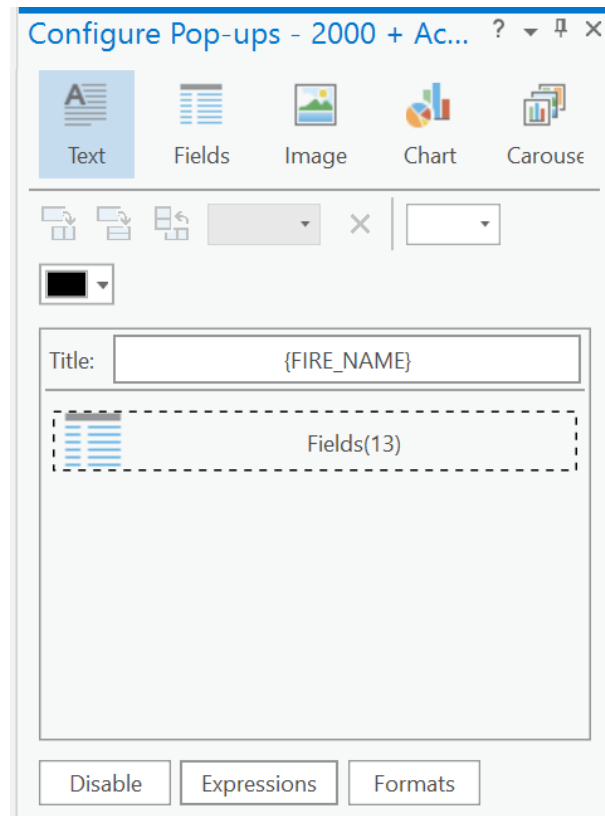 Configure Pop-ups - 2000 + Ac... ?
A
Text Fields Image Chart Carouse
Title: {FIRE_NAME}
Fields(13)
Disable Expressions Formats